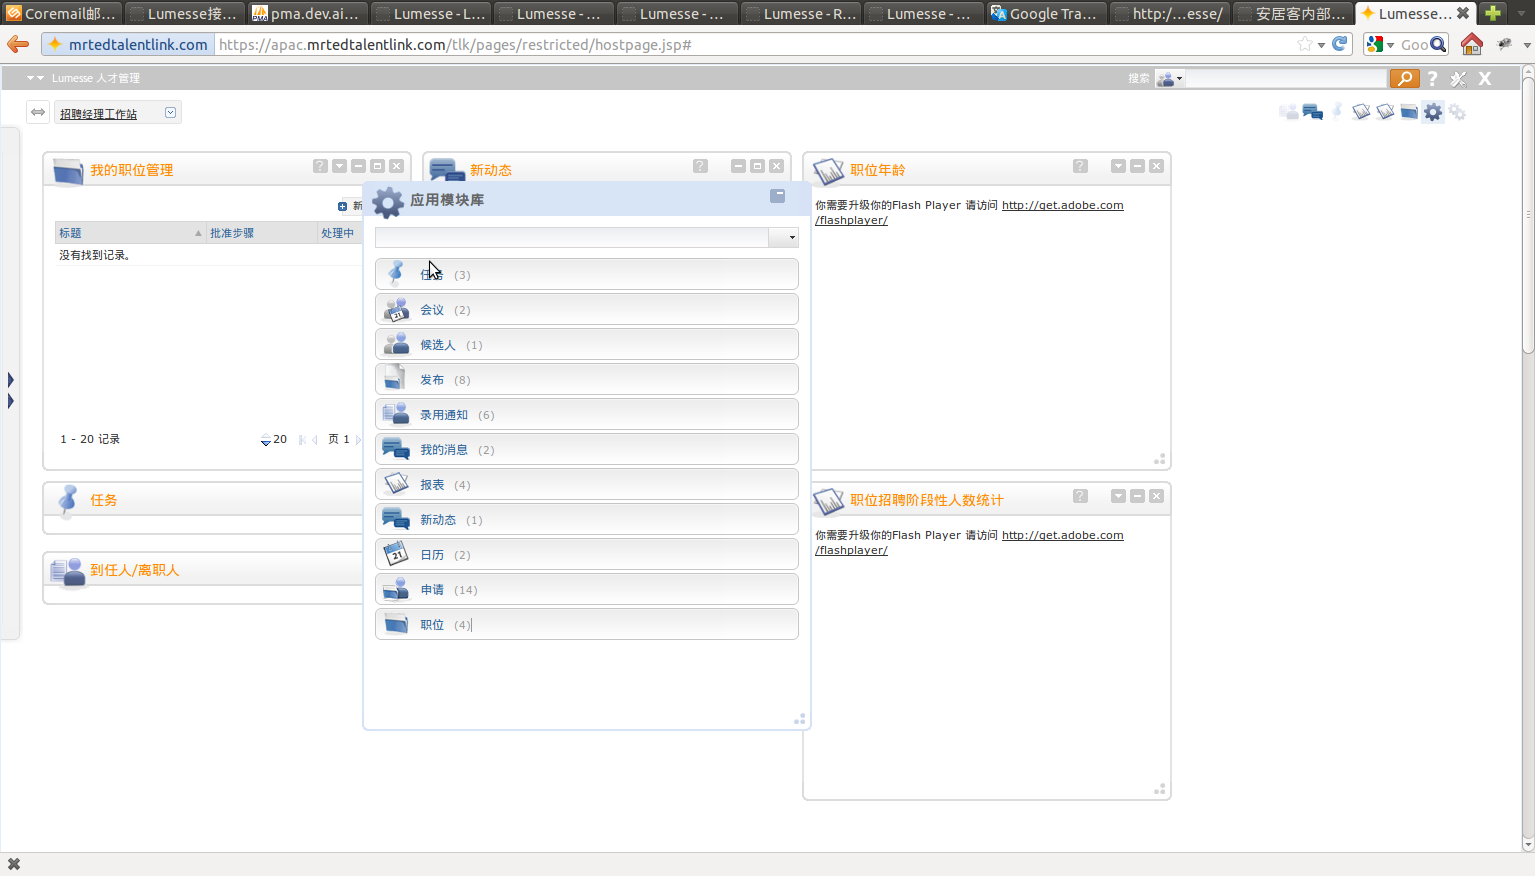 Coremail邮...
Lumesse接...
pma.dev.ai...
Lumesse - L...
Lumesse - ...
Lumesse - ...
Lumesse - R...
Lumesse - ...
Google Tra...
http:/...esse/
安居客内部...
Lumesse...
mrtedtalentlink.com
https://apac.mrtedtalentlink.com/tlk/pages/restricted/hostpage.jsp#
Goo
Lumesse 人才管理
搜索
? X
招聘经理工作站
我的职位管理
新动态
职位年龄
应用模块库
新
标题
批准步骤
处理中
没有找到记录。
1 - 20 记录
20
页 1
任务
到任人/离职人
(3)
会议 (2)
候选人 (1)
发布 (8)
录用通知 (6)
我的消息 (2)
报表 (4)
新动态 (1)
日历 (2)
申请 (14)
职位 (4)
你需要升级你的Flash Player 请访问 http://get.adobe.com
/flashplayer/
职位招聘阶段性人数统计
你需要升级你的Flash Player 请访问 http://get.adobe.com
/flashplayer/